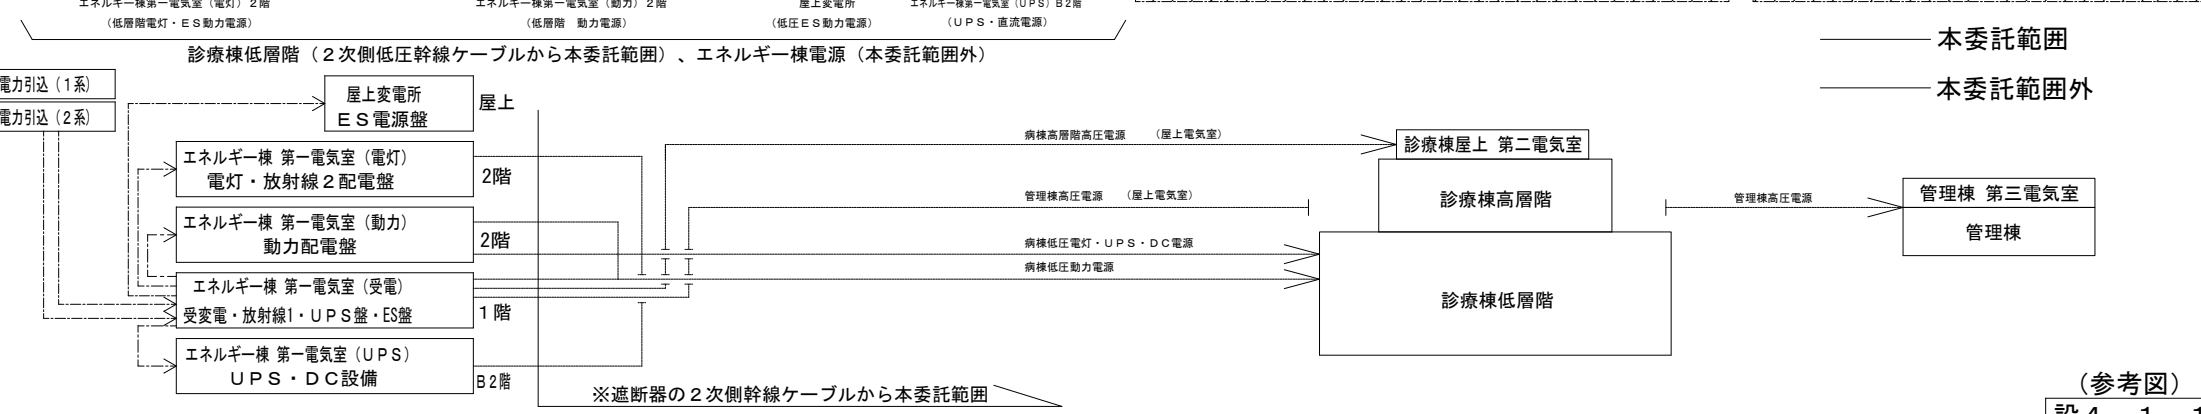 エネルギー棟第一電気室（電灯）２階
エネルギー棟第一電気室（動力）２階
屋上変電所
エネルギー棟第一電気室（UPS）B2階
（低層階電灯・ＥＳ動力電源）
（低層階　動力電源）
（低圧ＥＳ動力電源）
（ＵＰＳ・直流電源）
診療棟低層階（２次側低圧幹線ケーブルから本委託範囲）、エネルギー棟電源（本委託範囲外）
本委託範囲
本委託範囲外
電力引込（１系）
電力引込（２系）
屋上変電所
ＥＳ電源盤
屋上
エネルギー棟 第一電気室（電灯）
電灯・放射線２配電盤
2階
エネルギー棟 第一電気室（動力）
動力配電盤
2階
エネルギー棟 第一電気室（受電）
受変電・放射線1・ＵＰＳ盤・ES盤
１階
エネルギー棟 第一電気室（ＵＰＳ）
ＵＰＳ・ＤＣ設備
Ｂ2階
※遮断器の２次側幹線ケーブルから本委託範囲
病棟高層階高圧電源　（屋上電気室）
管理棟高圧電源　（屋上電気室）
病棟低圧電灯・ＵＰＳ・ＤＣ電源
病棟低圧動力電源
診療棟屋上 第二電気室
診療棟高層階
診療棟低層階
管理棟高圧電源
管理棟 第三電気室
管理棟
（参考図）